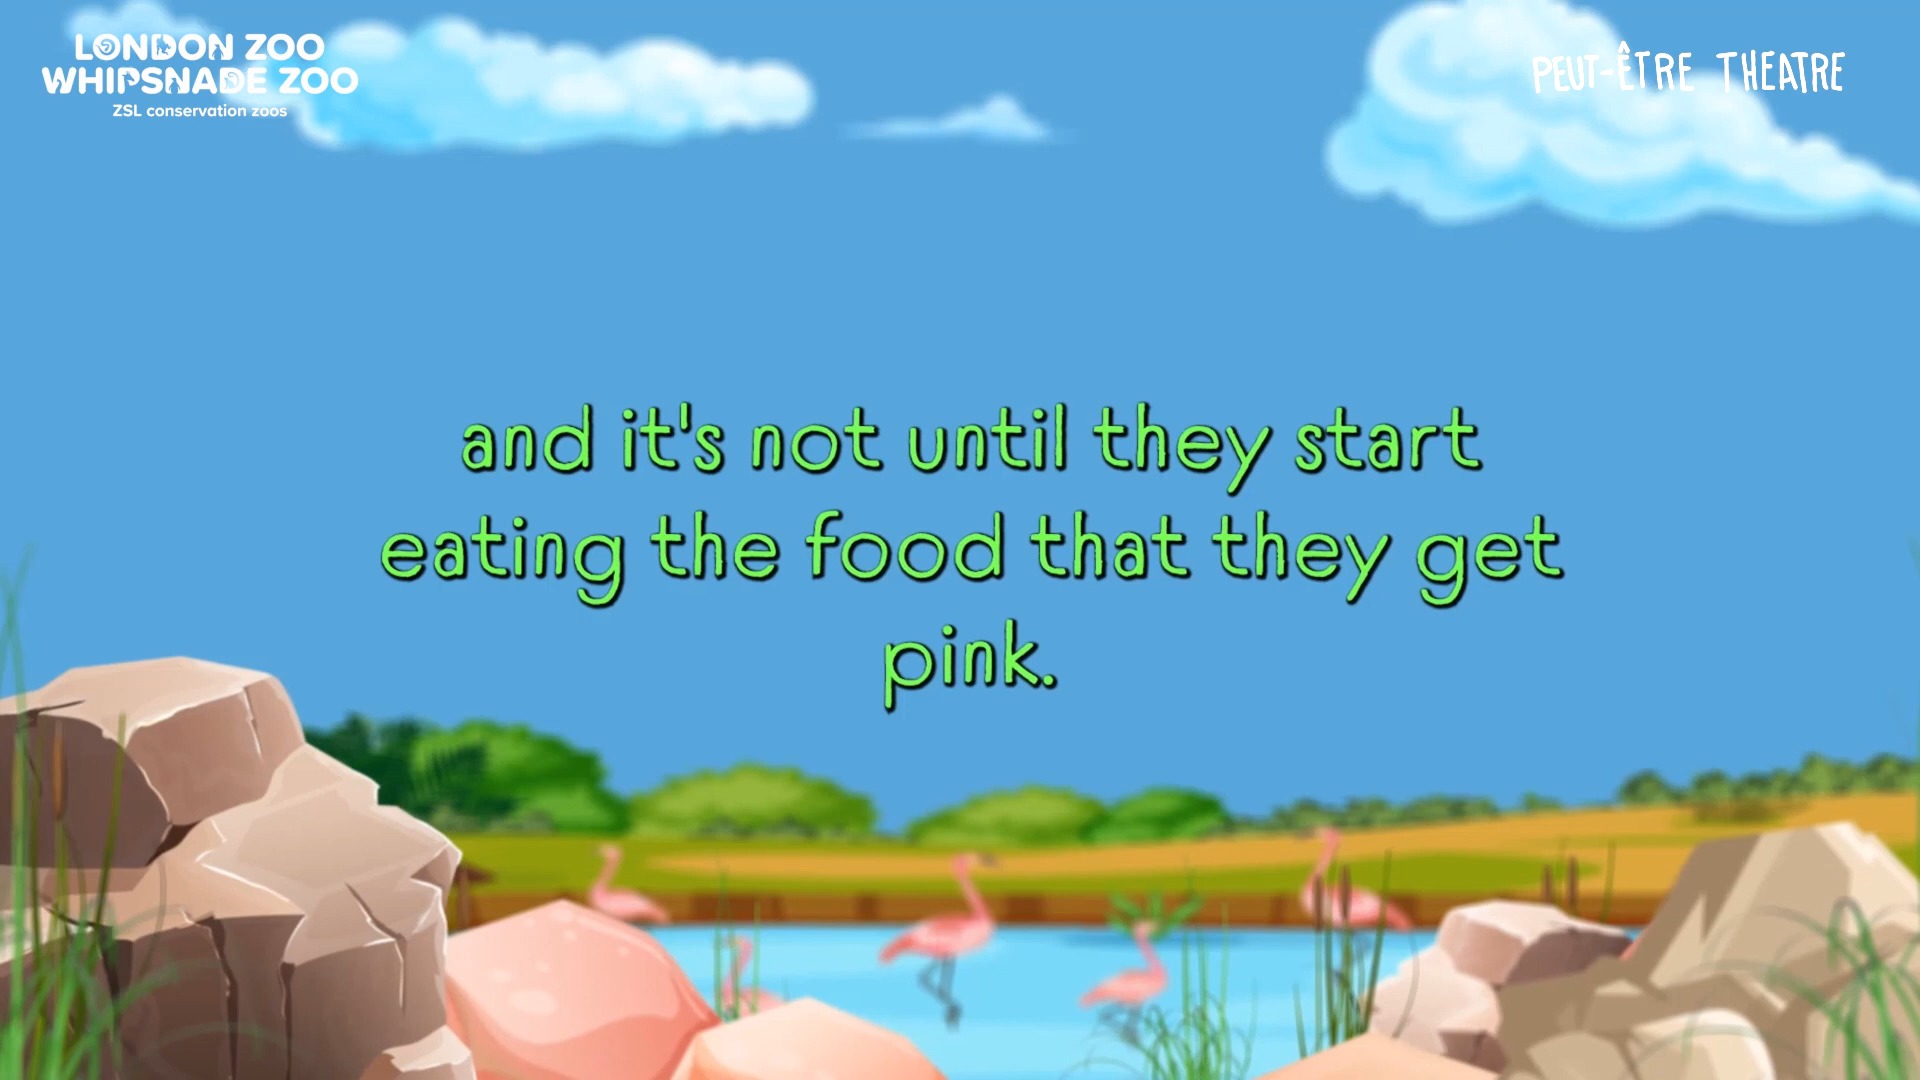 LONDON ZOO
WHIPSNADE ZOO
ZSL conservation zoos
PEUT-ÊTRE THEATRE
and it's not until they start
eating the food that they get
pink.